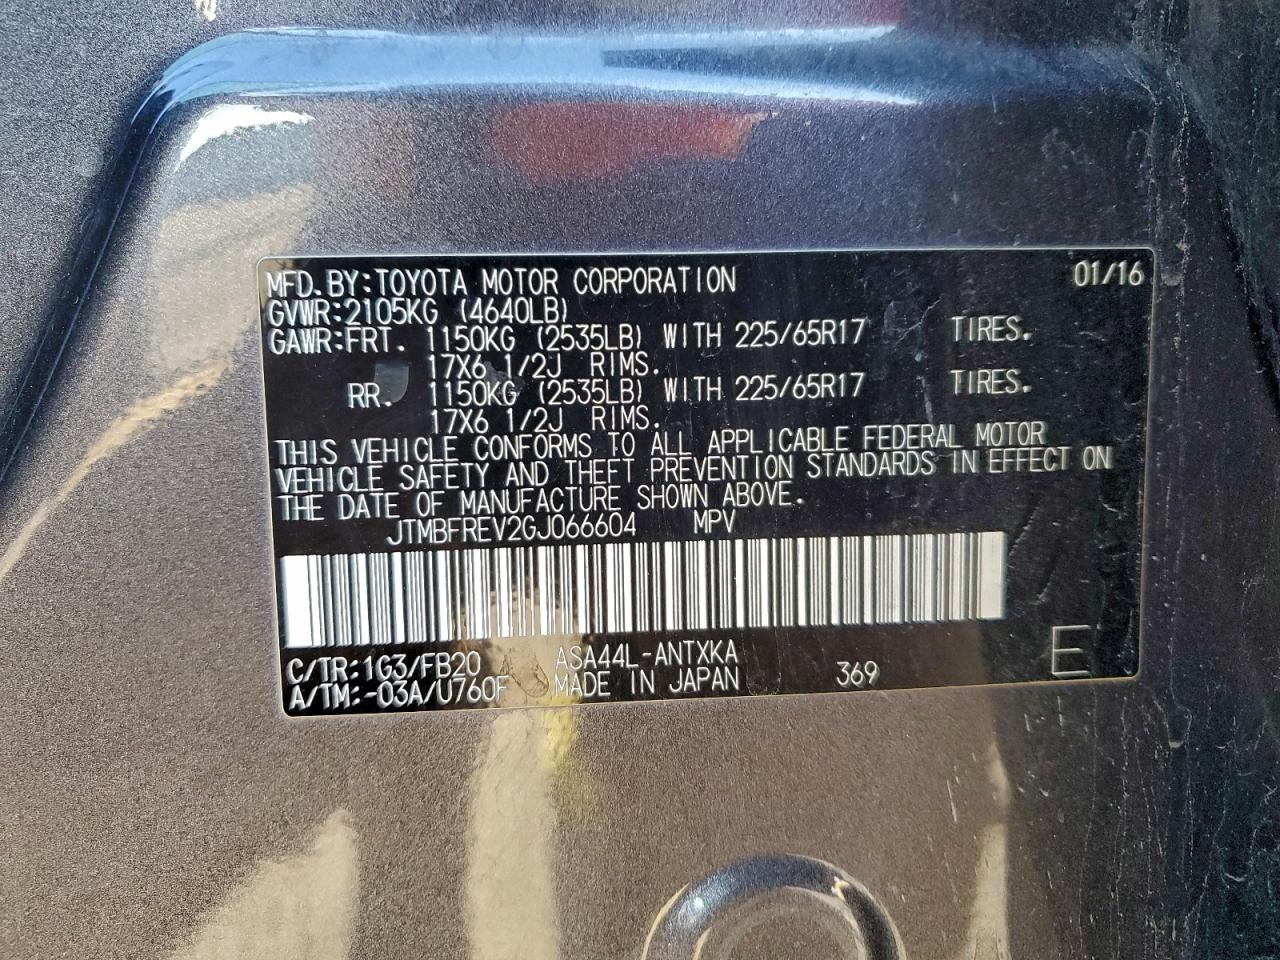 MFD. BY: TOYOTA MOTOR CORPORATION 01/16
GVWR: 2105KG (4640LB)
GAWR: FRT. 1150KG (2535LB) WITH 225/65R17 TIRES.
17X6 1/2J RIMS.
RR. 1150KG (2535LB) WITH 225/65R17 TIRES.
17X6 1/2J RIMS.
THIS VEHICLE CONFORMS TO ALL APPLICABLE FEDERAL MOTOR
VEHICLE SAFETY AND THEFT PREVENTION STANDARDS IN EFFECT ON
THE DATE OF MANUFACTURE SHOWN ABOVE.
JTMBFREV2GJ066604 MPV
C/TR: 1G3/FB20 ASA44L-ANTXKA
A/TM: -03A/U760F MADE IN JAPAN 369 E